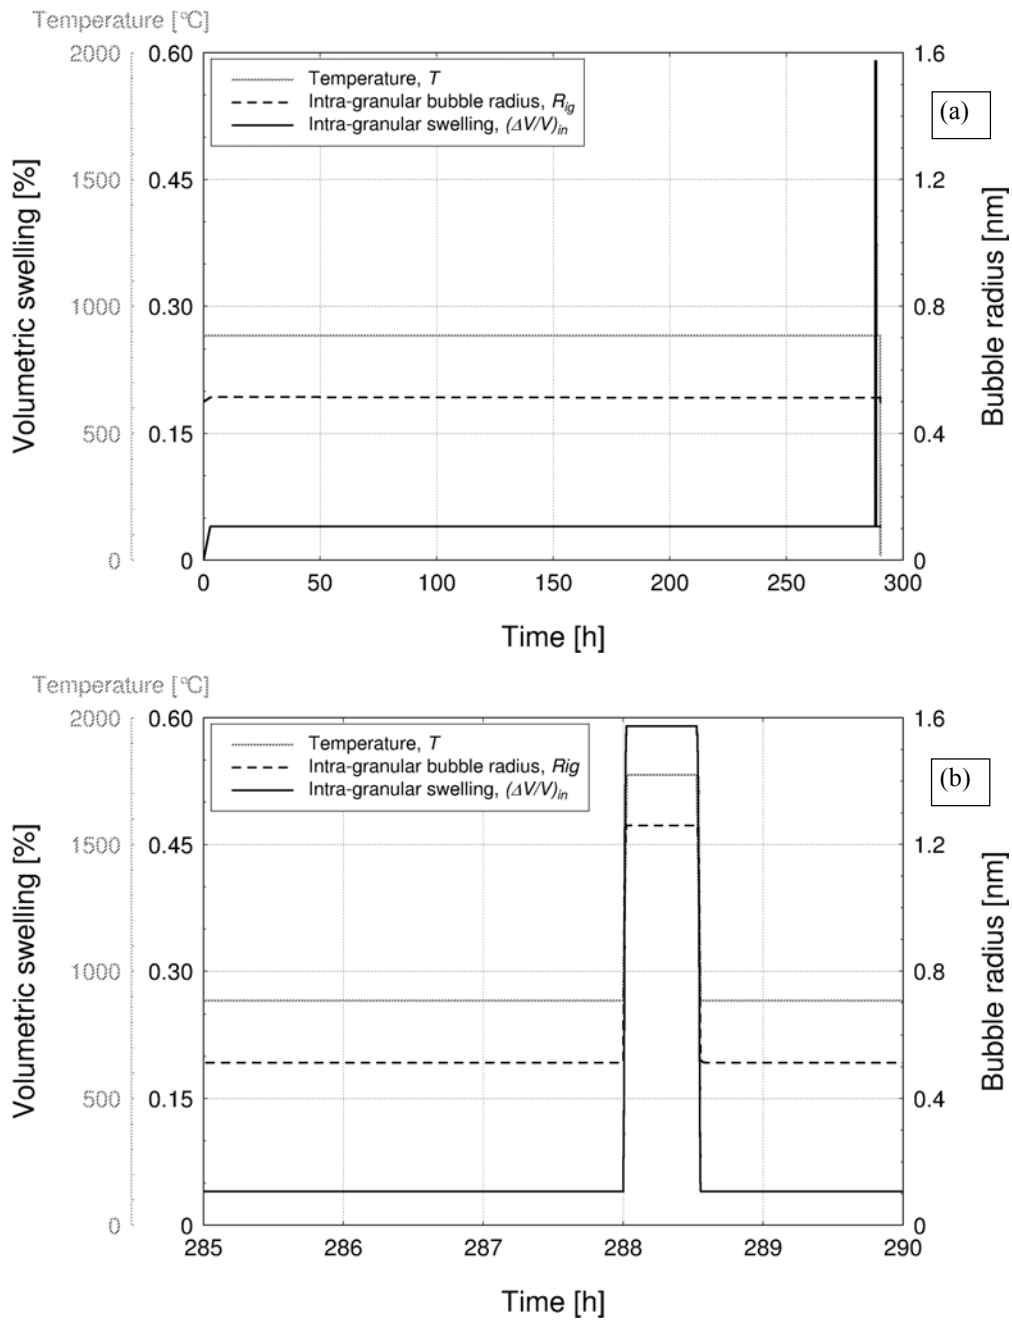 Temperature [°C]
2000
0.60
1.6
Temperature, T
Intra-granular bubble radius, R_ig
Intra-granular swelling, (ΔV/V)_in
(a)
1500
0.45
1.2
1000
0.30
0.8
500
0.15
0.4
0
0
0
Volumetric swelling [%]
Bubble radius [nm]
0 50 100 150 200 250 300
Time [h]
Temperature [°C]
2000
0.60
1.6
Temperature, T
Intra-granular bubble radius, Rig
Intra-granular swelling, (ΔV/V)_in
(b)
1500
0.45
1.2
1000
0.30
0.8
500
0.15
0.4
0
0
0
Volumetric swelling [%]
Bubble radius [nm]
285 286 287 288 289 290
Time [h]